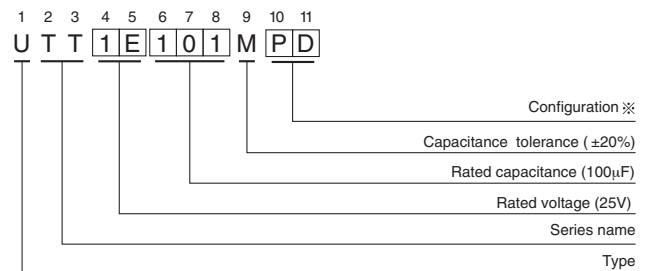 1 2 3 4 5 6 7 8 9 10 11
U T T 1 E 1 0 1 M P D
Configuration ※
Capacitance tolerance (±20%)
Rated capacitance (100µF)
Rated voltage (25V)
Series name
Type